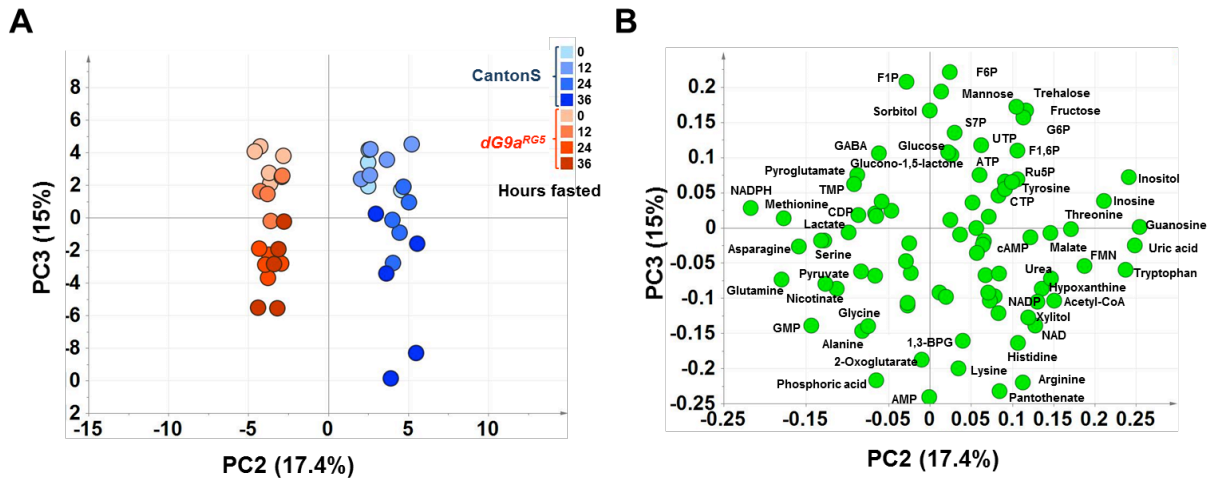 A
8
6
4
2
0
-2
-4
-6
8
0
2
-15
-10
-5
0
5
10
PC3 (15%)
PC2 (17.4%)
CantonS
0
12
24
36
dG9aRG5
0
12
24
36
Hours fasted
B
0.2
0.15
0.1
0.05
0
-0.05
-0.1
-0.15
-0.2
-0.25
-0.25
-0.2
-0.15
-0.1
-0.05
0
0.05
0.1
0.15
0.2
0.25
PC3 (15%)
PC2 (17.4%)
F1P
F6P
Mannose
Trehalose
Sorbitol
Fructose
S7P
G6P
GABA
Glucose
UTP
F1,6P
Glucono-1,5-lactone
Pyroglutamate
ATP
Ru5P
Inositol
NADPH
TMP
Tyrosine
Methionine
CDP
CTP
Inosine
Lactate
Threonine
Guanosine
Asparagine
Serine
cAMP
Malate
Uric acid
FMN
Pyruvate
Urea
Tryptophan
Glutamine
Nicotinate
Hypoxanthine
NADP
Acetyl-CoA
Glycine
Xylitol
GMP
NAD
Alanine
1,3-BPG
Histidine
2-Oxoglutarate
Lysine
Phosphoric acid
Arginine
AMP
Pantothenate